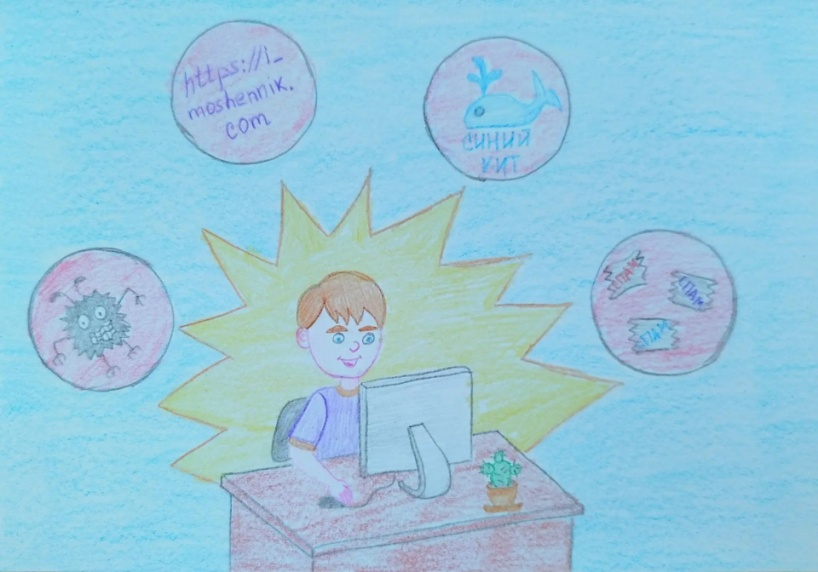 https://1_
moshennik.
com
СИНИЙ
КИТ
СПАМ
СПАМ
СПАМ